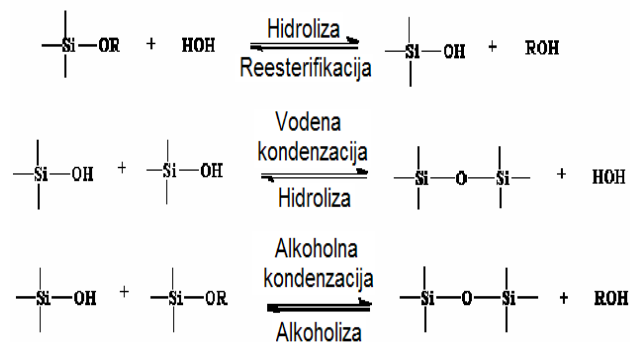 Hidroliza
Si—OR + HOH Si—OH + ROH
Reesterifikacija
Vodena
kondenzacija
Si—OH + Si—OH Si—O—Si + HOH
Hidroliza
Alkoholna
kondenzacija
Si—OH + Si—OR Si—O—Si + ROH
Alkoholiza